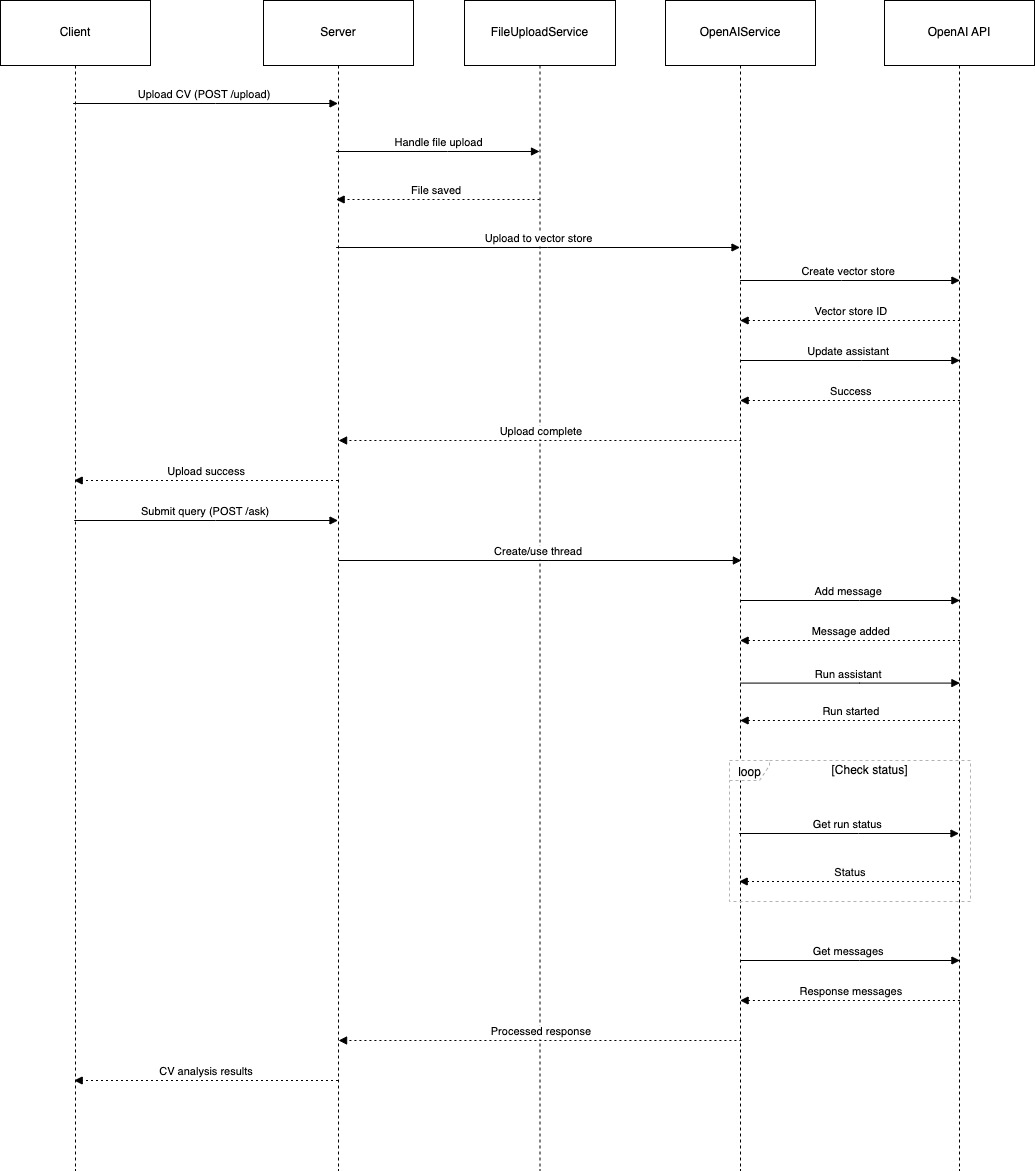 Client
Server
FileUploadService
OpenAIService
OpenAI API
Upload CV (POST /upload)
Handle file upload
File saved
Upload to vector store
Create vector store
Vector store ID
Update assistant
Success
Upload complete
Upload success
Submit query (POST /ask)
Create/use thread
Add message
Message added
Run assistant
Run started
loop
[Check status]
Get run status
Status
Get messages
Response messages
Processed response
CV analysis results